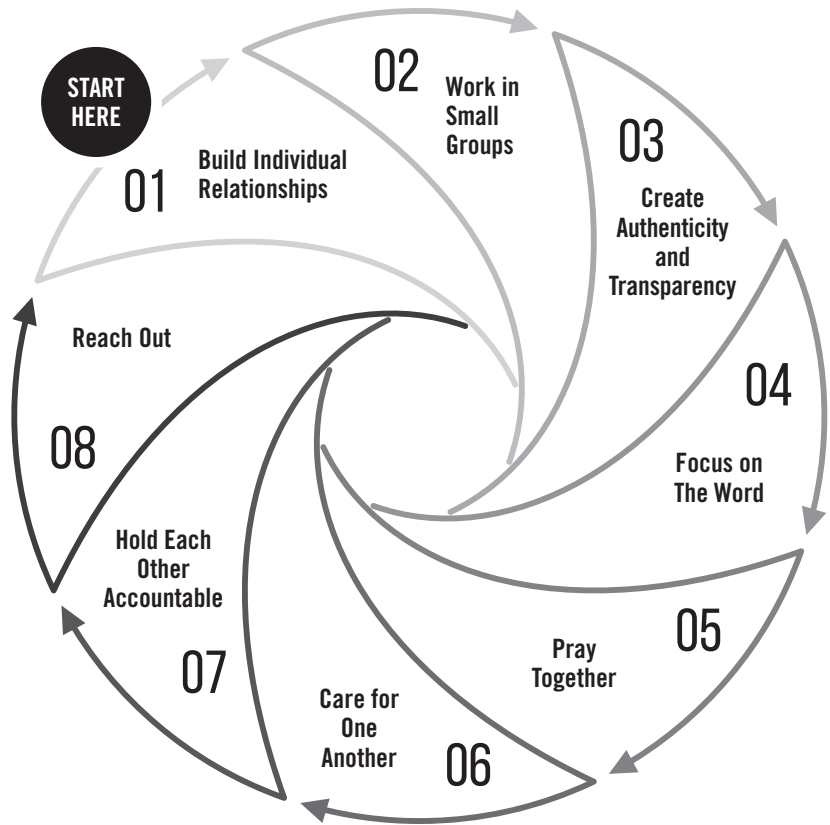 START
HERE
01
Build Individual
Relationships
02
Work in
Small
Groups
03
Create
Authenticity
and
Transparency
04
Focus on
The Word
05
Pray
Together
06
Care for
One
Another
07
Hold Each
Other
Accountable
08
Reach Out